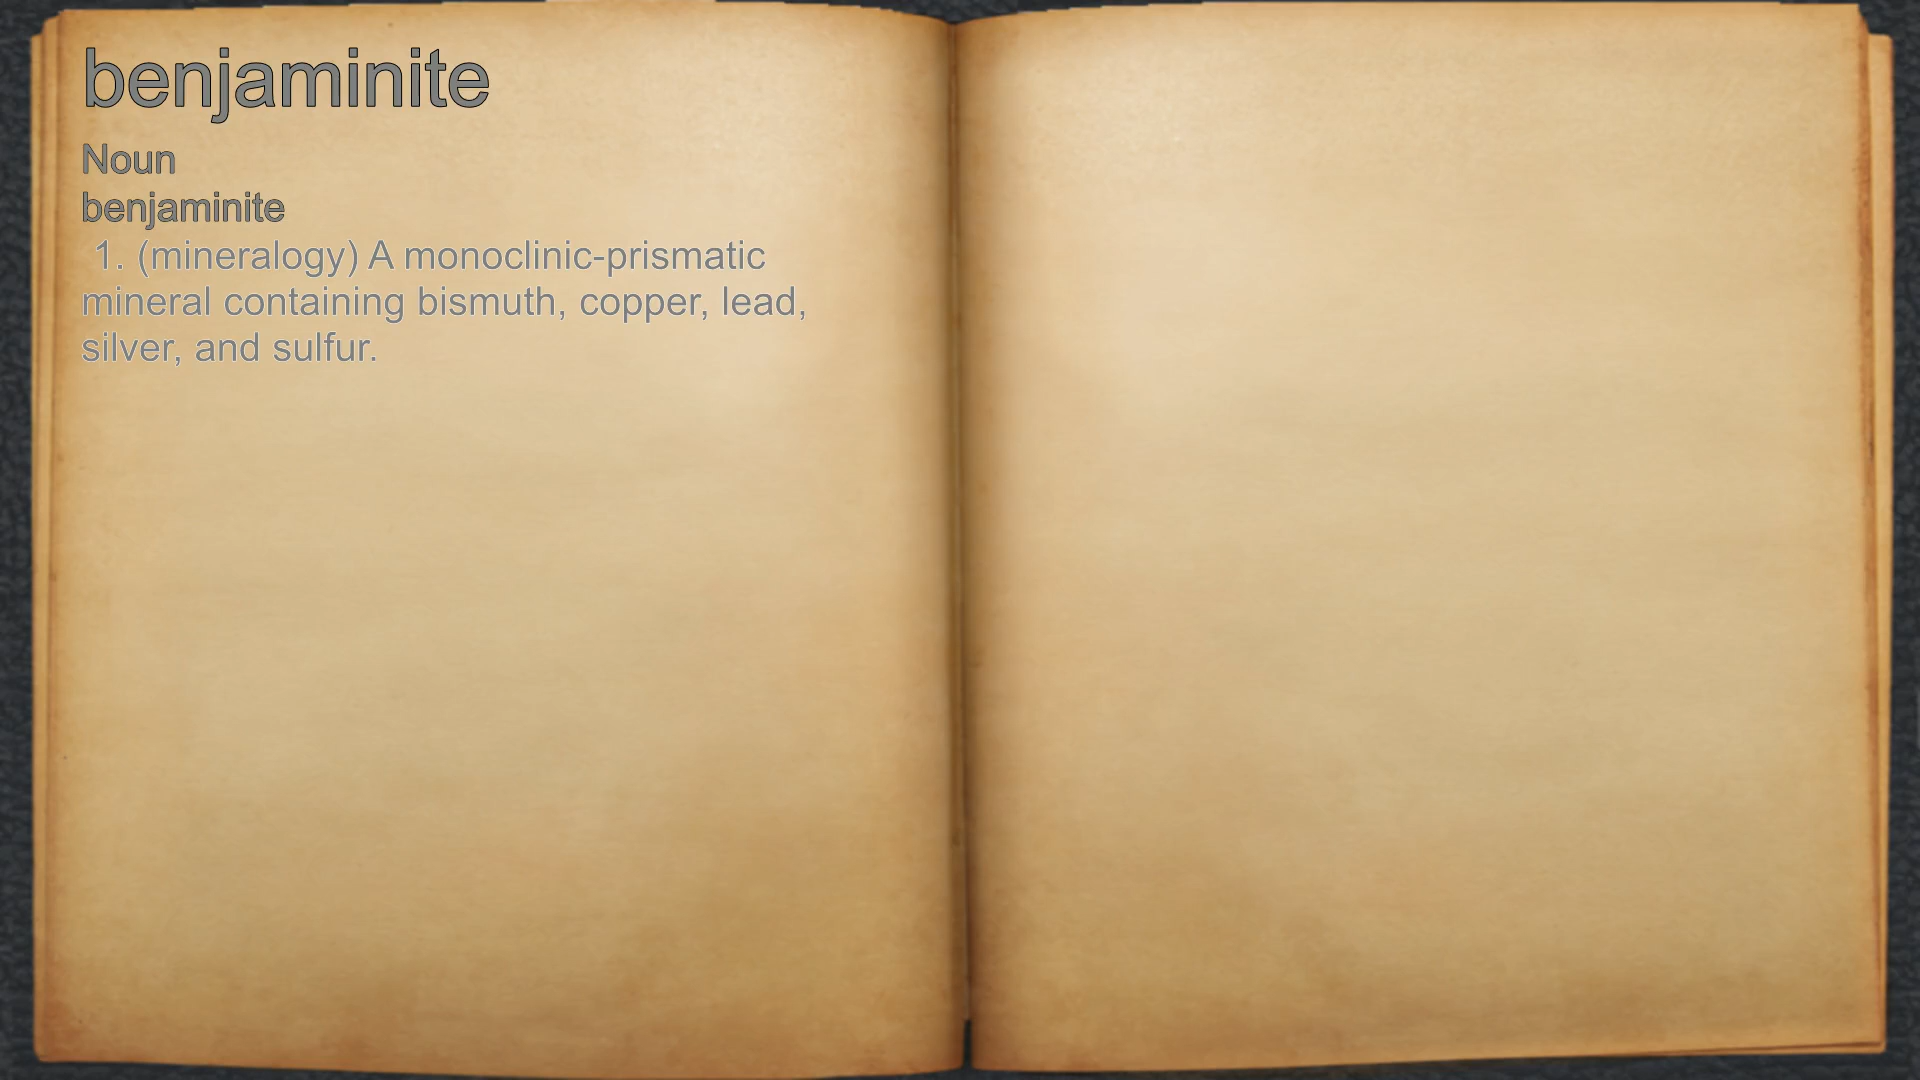 benjaminite
Noun
benjaminite
1. (mineralogy) A monoclinic-prismatic
mineral containing bismuth, copper, lead,
silver, and sulfur.